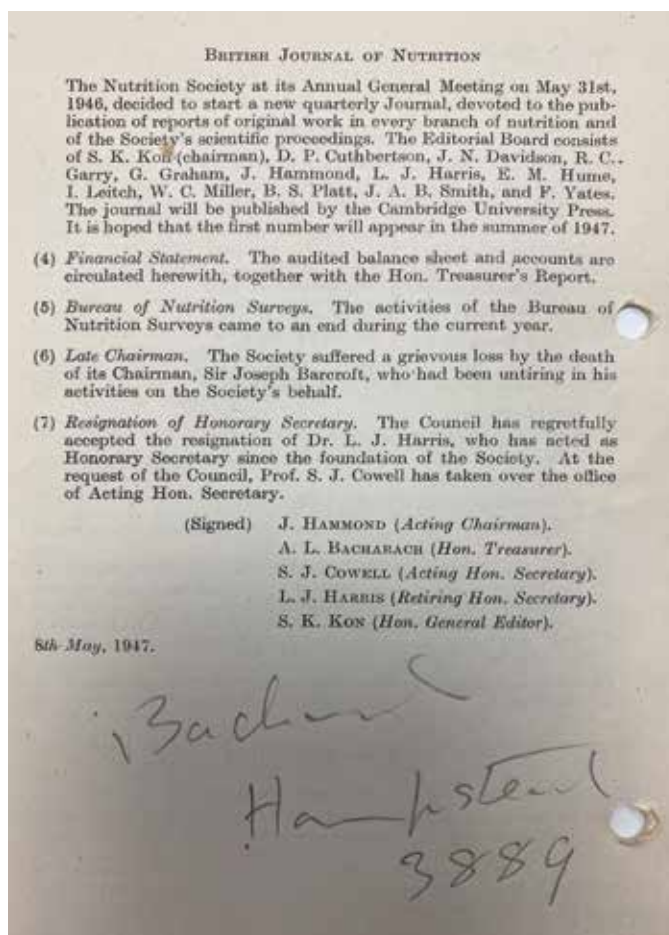 BRITISH JOURNAL OF NUTRITION
The Nutrition Society at its Annual General Meeting on May 31st,
1946, decided to start a new quarterly Journal, devoted to the pub-
lication of reports of original work in every branch of nutrition and
of the Society's scientific proceedings. The Editorial Board consists
of S. K. Kon (chairman), D. P. Cuthbertson, J. N. Davidson, R. C.
Garry, G. Graham, J. Hammond, L. J. Harris, E. M. Hume,
I. Leitch, W. C. Miller, B. S. Platt, J. A. B. Smith, and F. Yates.
The journal will be published by the Cambridge University Press.
It is hoped that the first number will appear in the summer of 1947.
(4) Financial Statement. The audited balance sheet and accounts are
circulated herewith, together with the Hon. Treasurer's Report.
(5) Bureau of Nutrition Surveys. The activities of the Bureau of
Nutrition Surveys came to an end during the current year.
(6) Late Chairman. The Society suffered a grievous loss by the death
of its Chairman, Sir Joseph Barcroft, who had been untiring in his
activities on the Society's behalf.
(7) Resignation of Honorary Secretary. The Council has regretfully
accepted the resignation of Dr. L. J. Harris, who has acted as
Honorary Secretary since the foundation of the Society. At the
request of the Council, Prof. S. J. Cowell has taken over the office
of Acting Hon. Secretary.
(Signed) J. HAMMOND (Acting Chairman).
A. L. BACHARACH (Hon. Treasurer).
S. J. COWELL (Acting Hon. Secretary).
L. J. HARRIS (Retiring Hon. Secretary).
S. K. KON (Hon. General Editor).
8th May, 1947.
Hampstead
3889